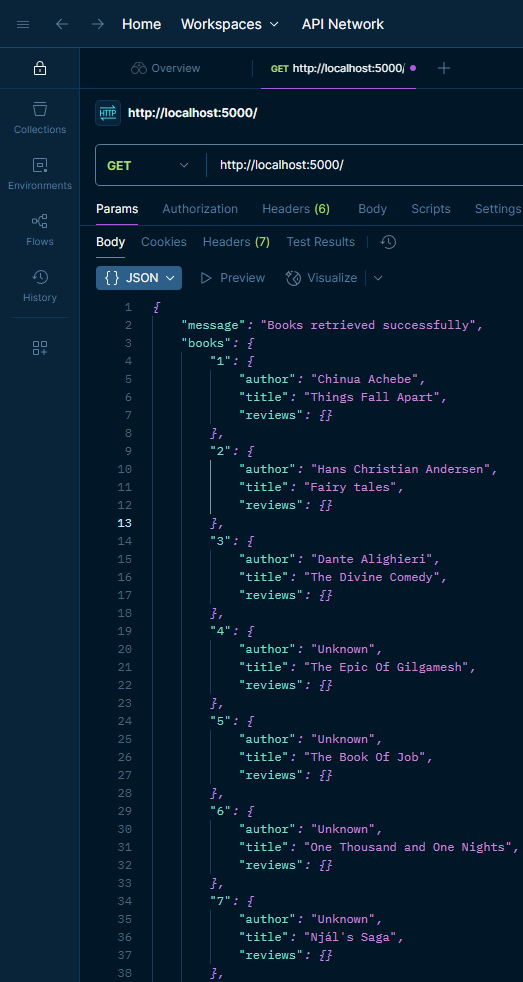 Home Workspaces API Network
Overview GET http://localhost:5000/
HTTP http://localhost:5000/
Collections
Environments
Flows
History
GET http://localhost:5000/
Params Authorization Headers (6) Body Scripts Settings
Body Cookies Headers (7) Test Results
{ } JSON Preview Visualize
1 {
2 "message": "Books retrieved successfully",
3 "books": {
4 "1": {
5 "author": "Chinua Achebe",
6 "title": "Things Fall Apart",
7 "reviews": {}
8 },
9 "2": {
10 "author": "Hans Christian Andersen",
11 "title": "Fairy tales",
12 "reviews": {}
13 },
14 "3": {
15 "author": "Dante Alighieri",
16 "title": "The Divine Comedy",
17 "reviews": {}
18 },
19 "4": {
20 "author": "Unknown",
21 "title": "The Epic Of Gilgamesh",
22 "reviews": {}
23 },
24 "5": {
25 "author": "Unknown",
26 "title": "The Book Of Job",
27 "reviews": {}
28 },
29 "6": {
30 "author": "Unknown",
31 "title": "One Thousand and One Nights",
32 "reviews": {}
33 },
34 "7": {
35 "author": "Unknown",
36 "title": "Njál's Saga",
37 "reviews": {}
38 },